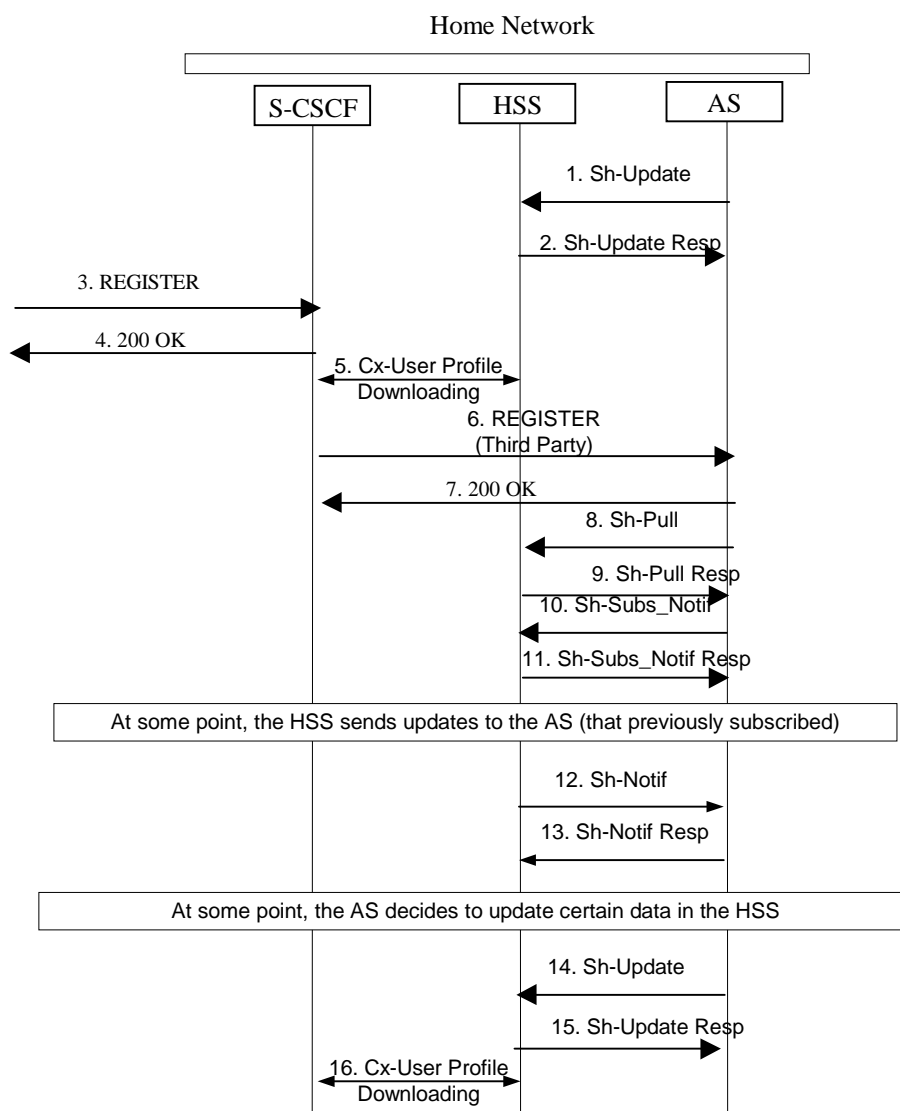 Home Network
S-CSCF
HSS
AS
1. Sh-Update
2. Sh-Update Resp
3. REGISTER
4. 200 OK
5. Cx-User Profile
Downloading
6. REGISTER
(Third Party)
7. 200 OK
8. Sh-Pull
9. Sh-Pull Resp
10. Sh-Subs_Notif
11. Sh-Subs_Notif Resp
At some point, the HSS sends updates to the AS (that previously subscribed)
12. Sh-Notif
13. Sh-Notif Resp
At some point, the AS decides to update certain data in the HSS
14. Sh-Update
15. Sh-Update Resp
16. Cx-User Profile
Downloading